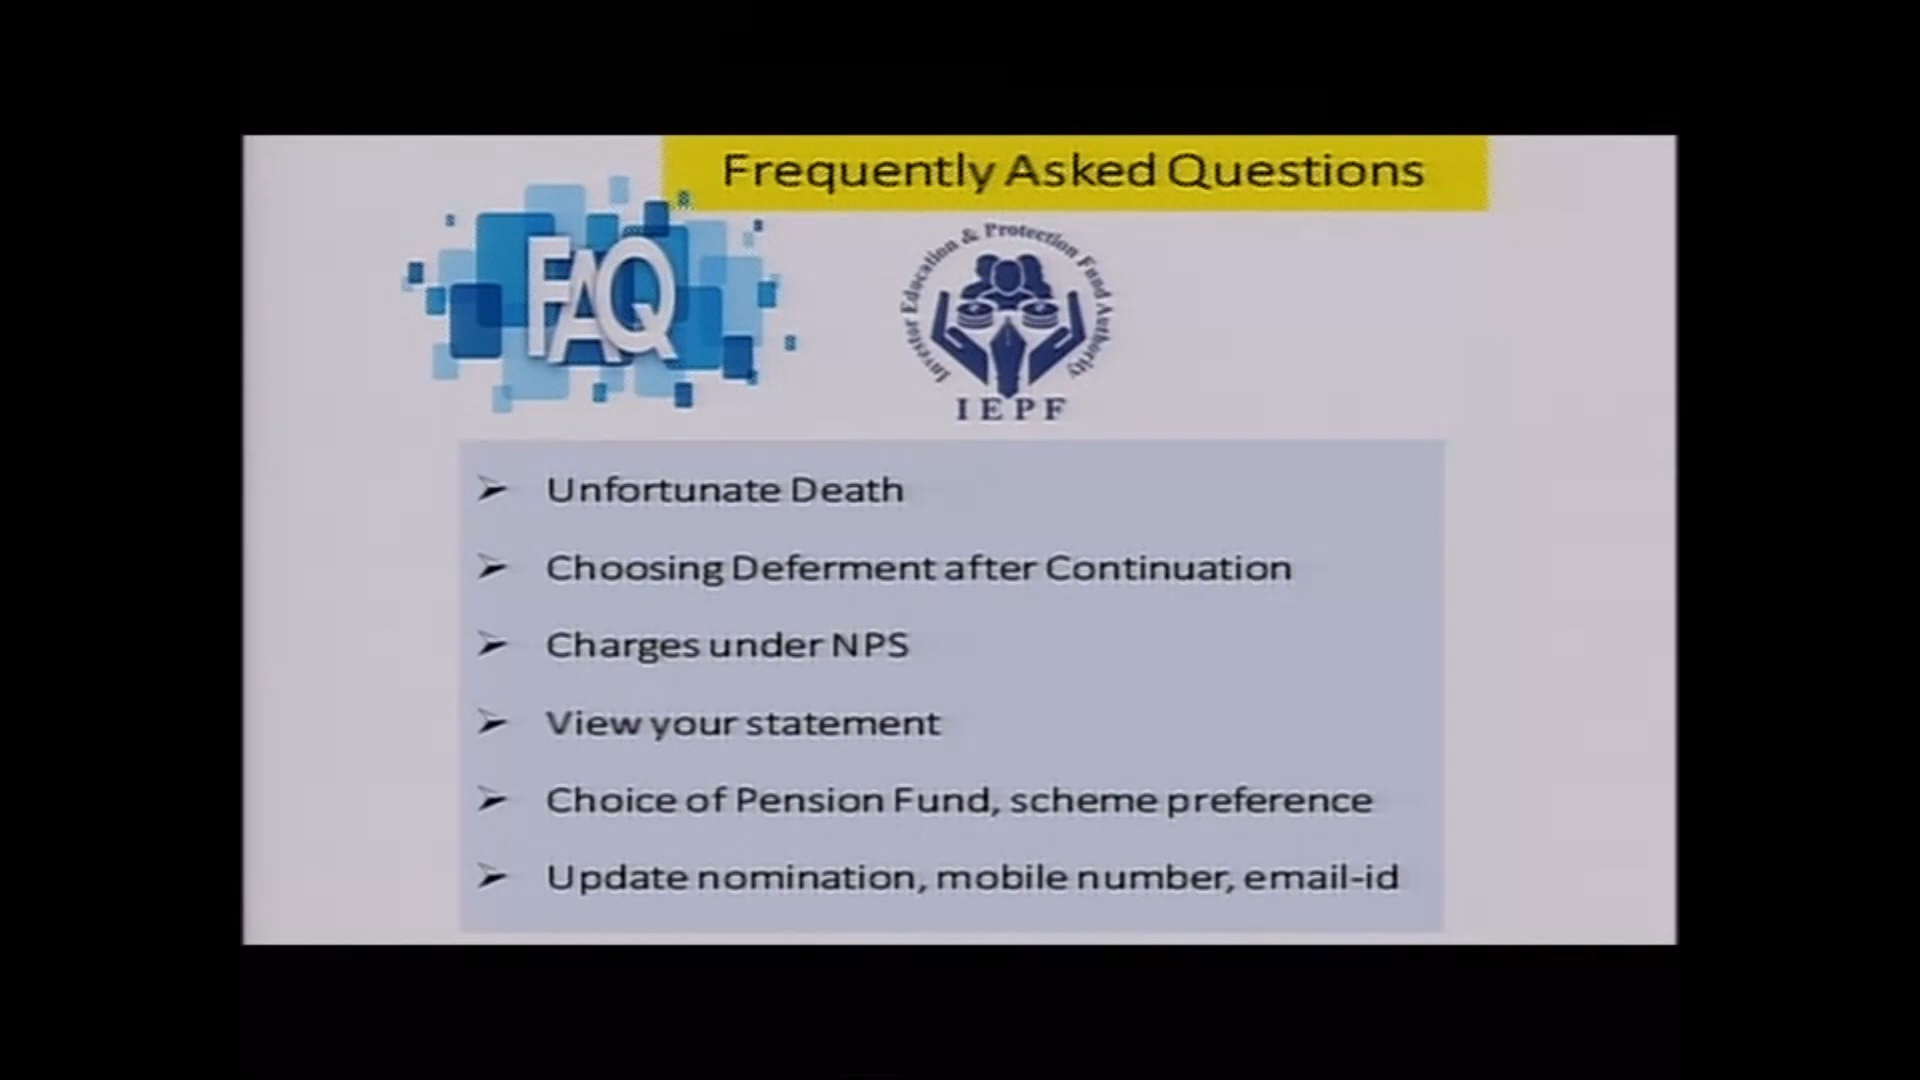 Frequently Asked Questions
FAQ
Investor Education & Protection Fund Authority
IEPF
Unfortunate Death
Choosing Deferment after Continuation
Charges under NPS
View your statement
Choice of Pension Fund, scheme preference
Update nomination, mobile number, email-id